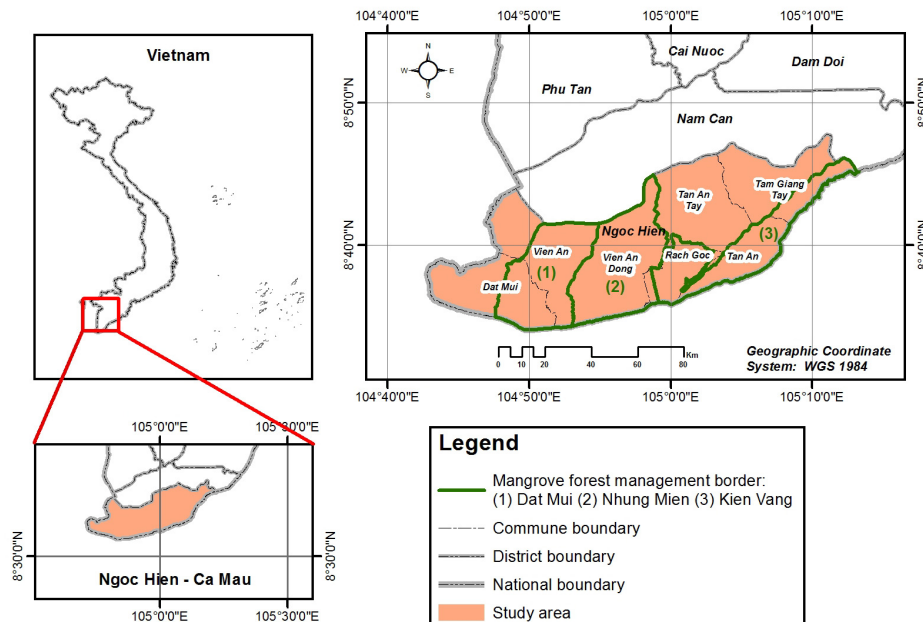 Vietnam
104°40'0"E
104°50'0"E
105°0'0"E
105°10'0"E
8°50'0"N
8°40'0"N
N
W
E
S
Cai Nuoc
Dam Doi
Phu Tan
Nam Can
Tan An
Tay
Tam Giang
Tay
Ngoc Hien
(3)
Vien An
Vien An
Dong
Rach Goc
Tan An
(1)
(2)
Dat Mui
8°50'0"N
8°40'0"N
0
10
20
40
60
80
Km
Geographic Coordinate
System: WGS 1984
104°40'0"E
104°50'0"E
105°0'0"E
105°10'0"E
105°0'0"E
105°30'0"E
8°30'0"N
8°30'0"N
Ngoc Hien - Ca Mau
105°0'0"E
105°30'0"E
Legend
Mangrove forest management border:
(1) Dat Mui (2) Nhung Mien (3) Kien Vang
Commune boundary
District boundary
National boundary
Study area